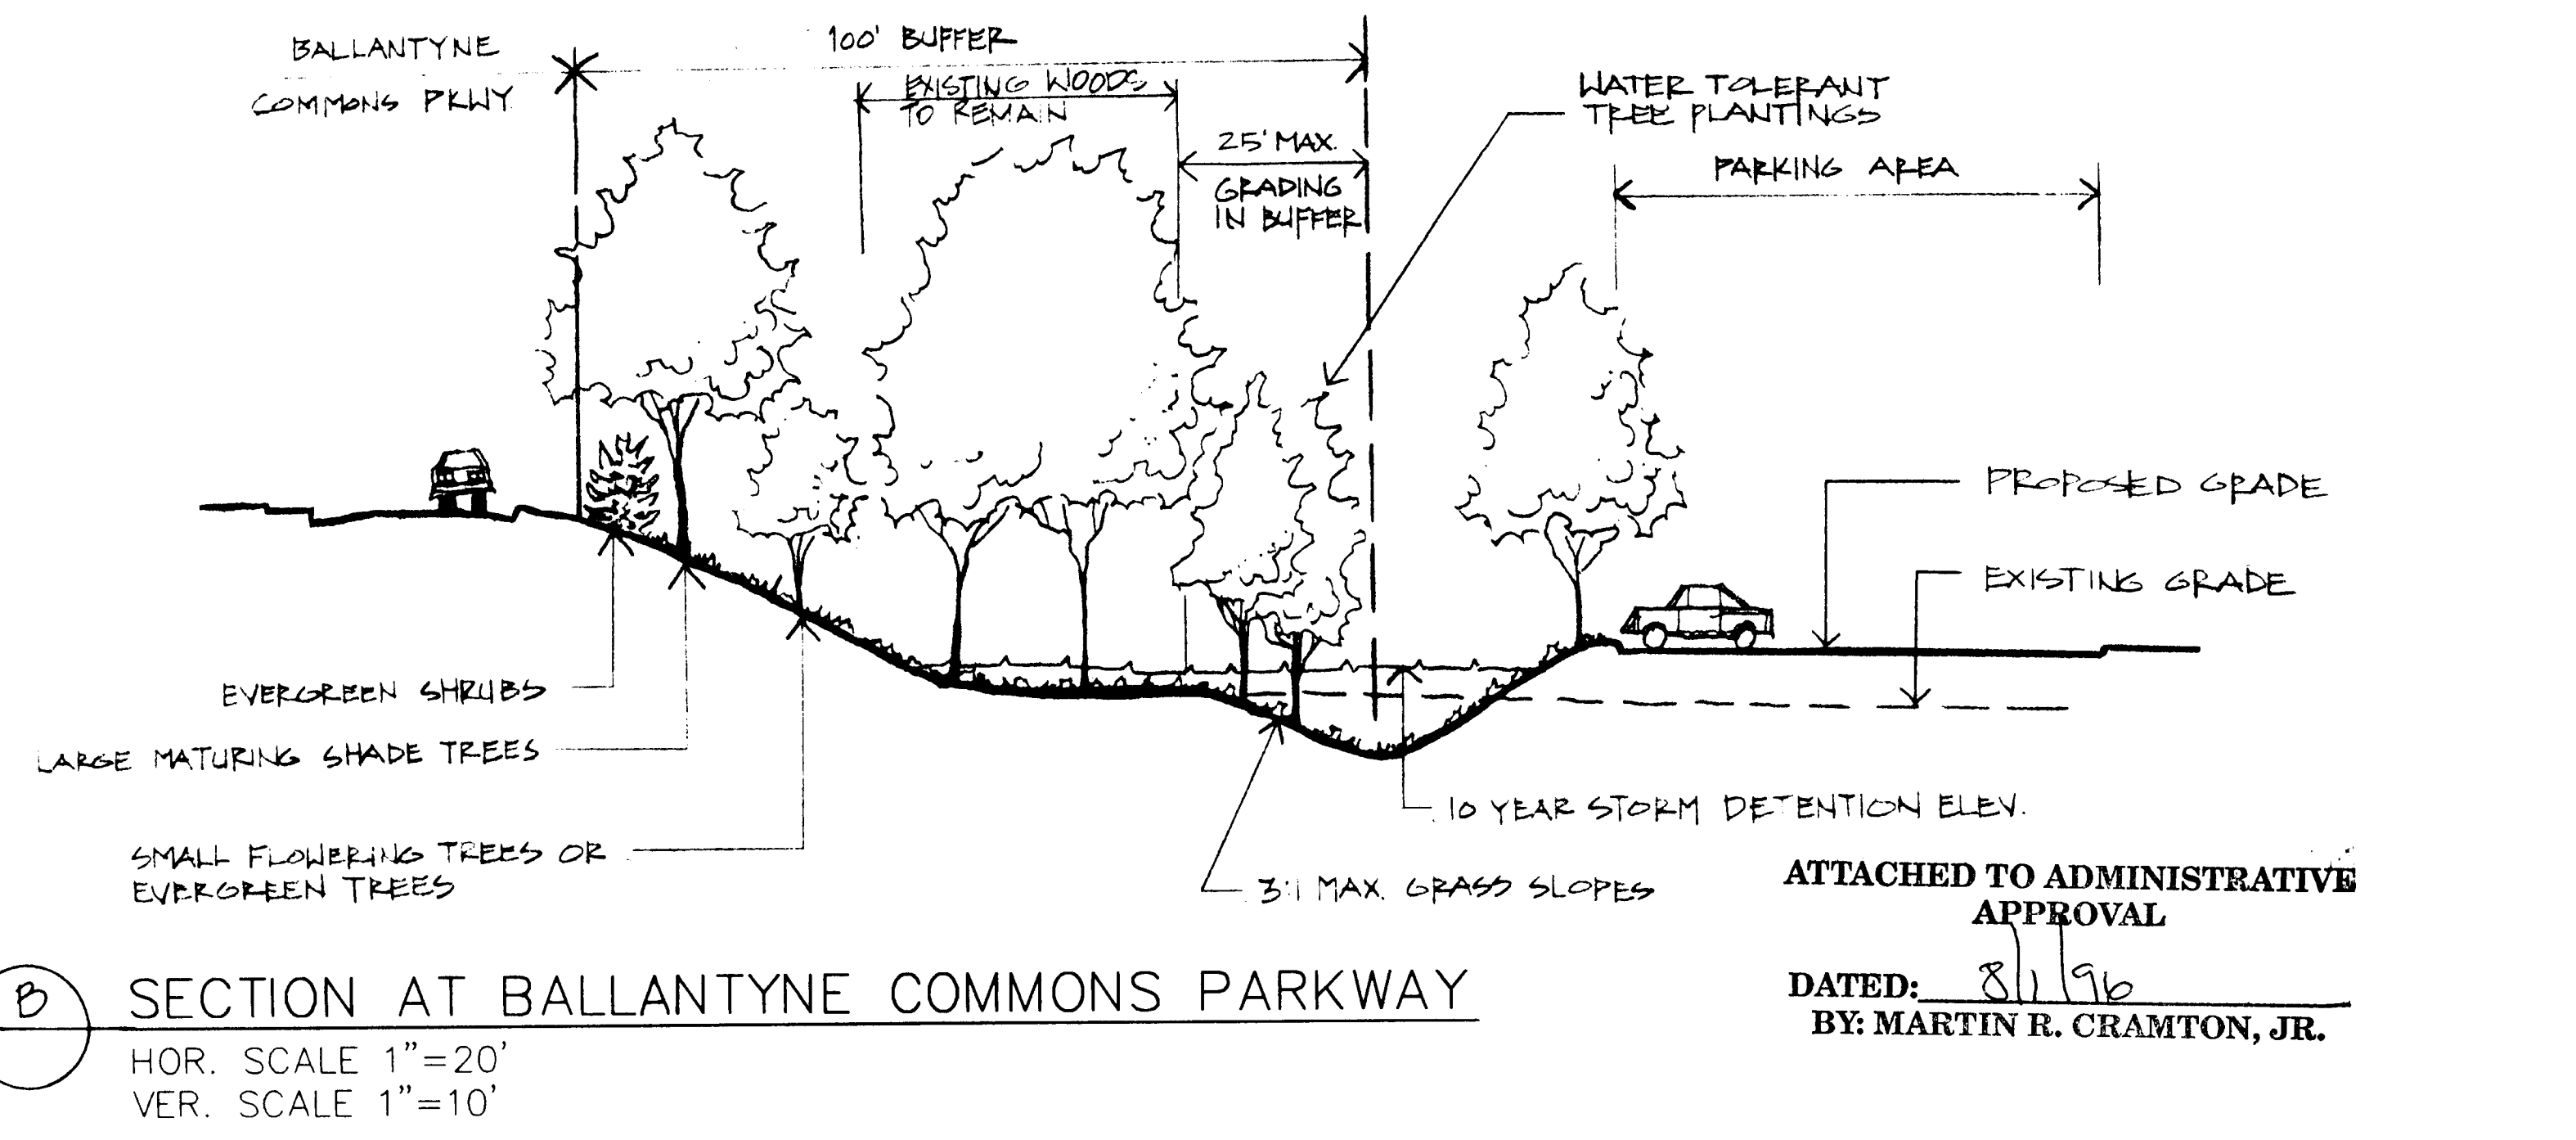 BALLANTYNE
COMMONS PKWY
100' BUFFER
EXISTING WOODS
TO REMAIN
25' MAX.
GRADING
IN BUFFER
WATER TOLERANT
TREE PLANTINGS
PARKING AREA
PROPOSED GRADE
EXISTING GRADE
EVERGREEN SHRUBS
LARGE MATURING SHADE TREES
SMALL FLOWERING TREES OR
EVERGREEN TREES
10 YEAR STORM DETENTION ELEV.
3:1 MAX. GRASS SLOPES
ATTACHED TO ADMINISTRATIVE
APPROVAL
DATED: 8/1/96
BY: MARTIN R. CRAMTON, JR.
B
SECTION AT BALLANTYNE COMMONS PARKWAY
HOR. SCALE 1"=20'
VER. SCALE 1"=10'